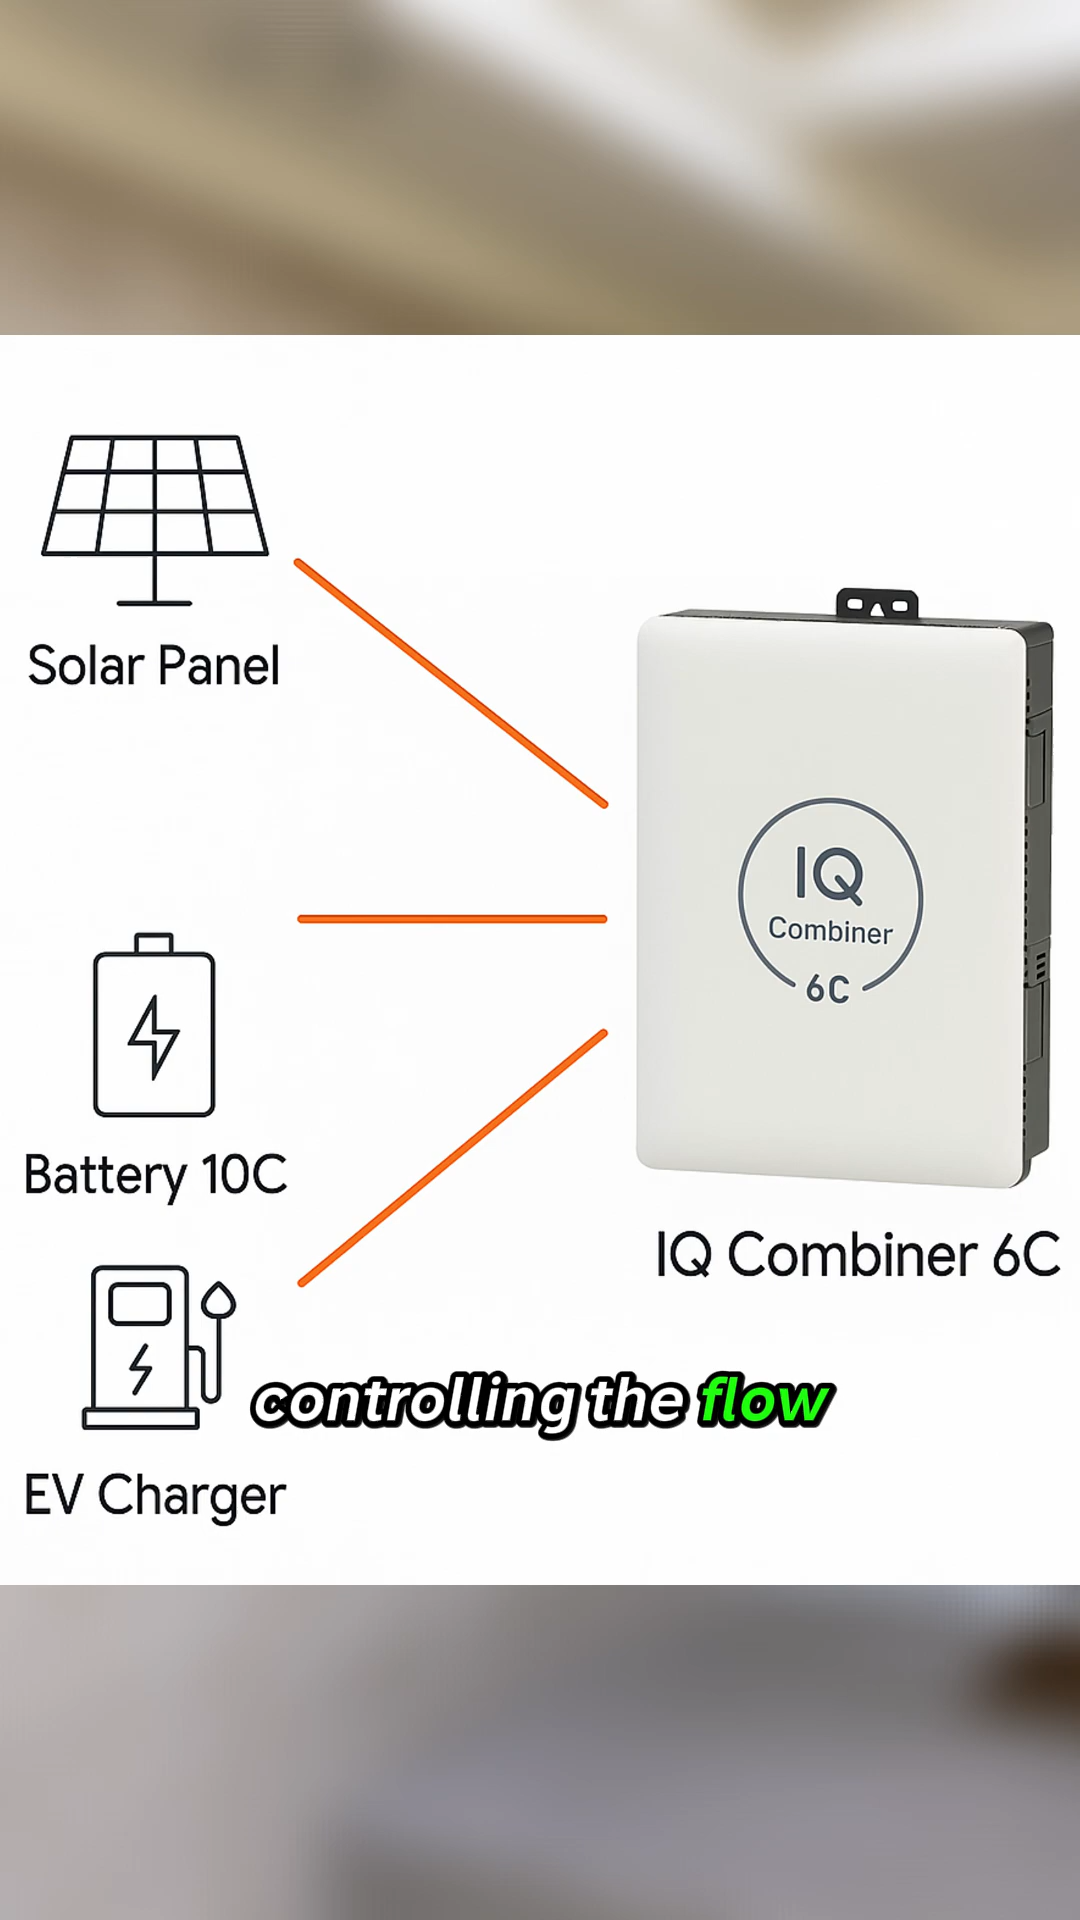 Solar Panel
IQ
Combiner
6C
Battery 10C
IQ Combiner 6C
controlling the flow
EV Charger